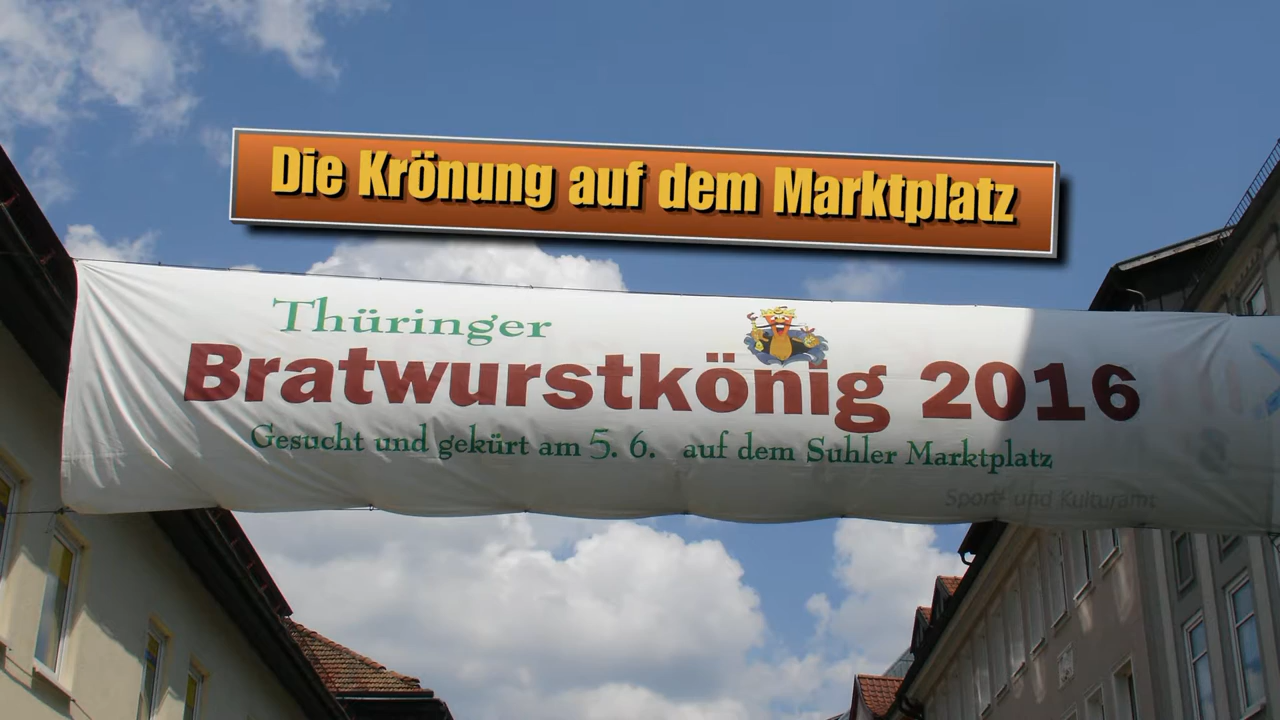 Die Krönung auf dem Marktplatz
Thüringer
Bratwurstkönig 2016
Gesucht und gekürt am 5. 6. auf dem Suhler Marktplatz
Sport- und Kulturamt